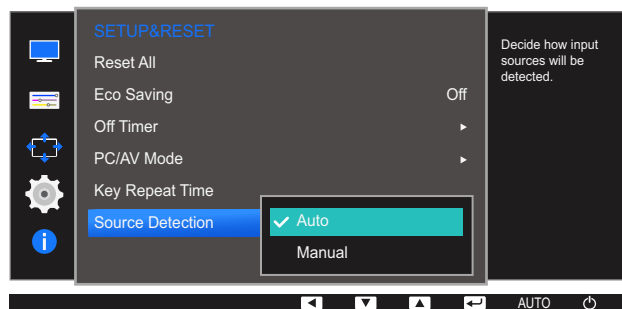 SETUP&RESET
Reset All
Eco Saving Off
Off Timer
PC/AV Mode
Key Repeat Time
Source Detection
Auto
Manual
Decide how input
sources will be
detected.
AUTO